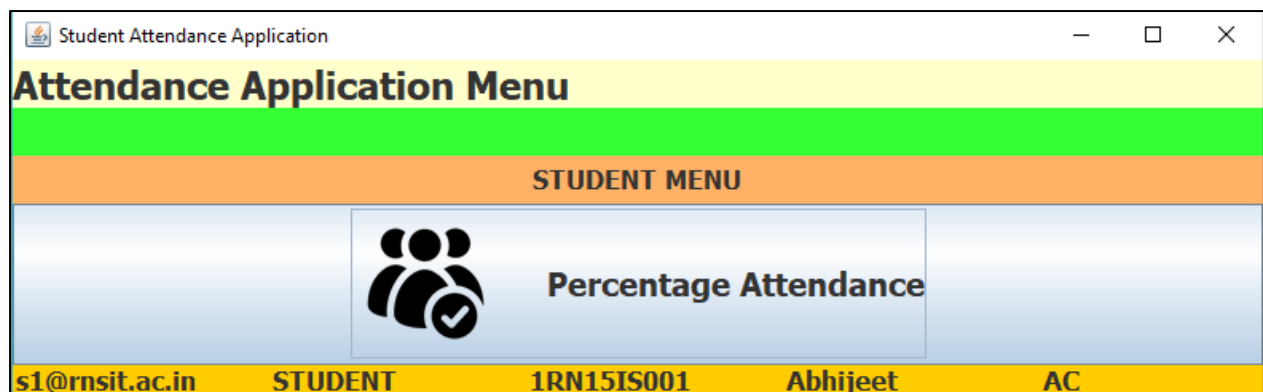 Student Attendance Application
Attendance Application Menu
STUDENT MENU
Percentage Attendance
s1@rnsit.ac.in STUDENT 1RN15IS001 Abhijeet AC